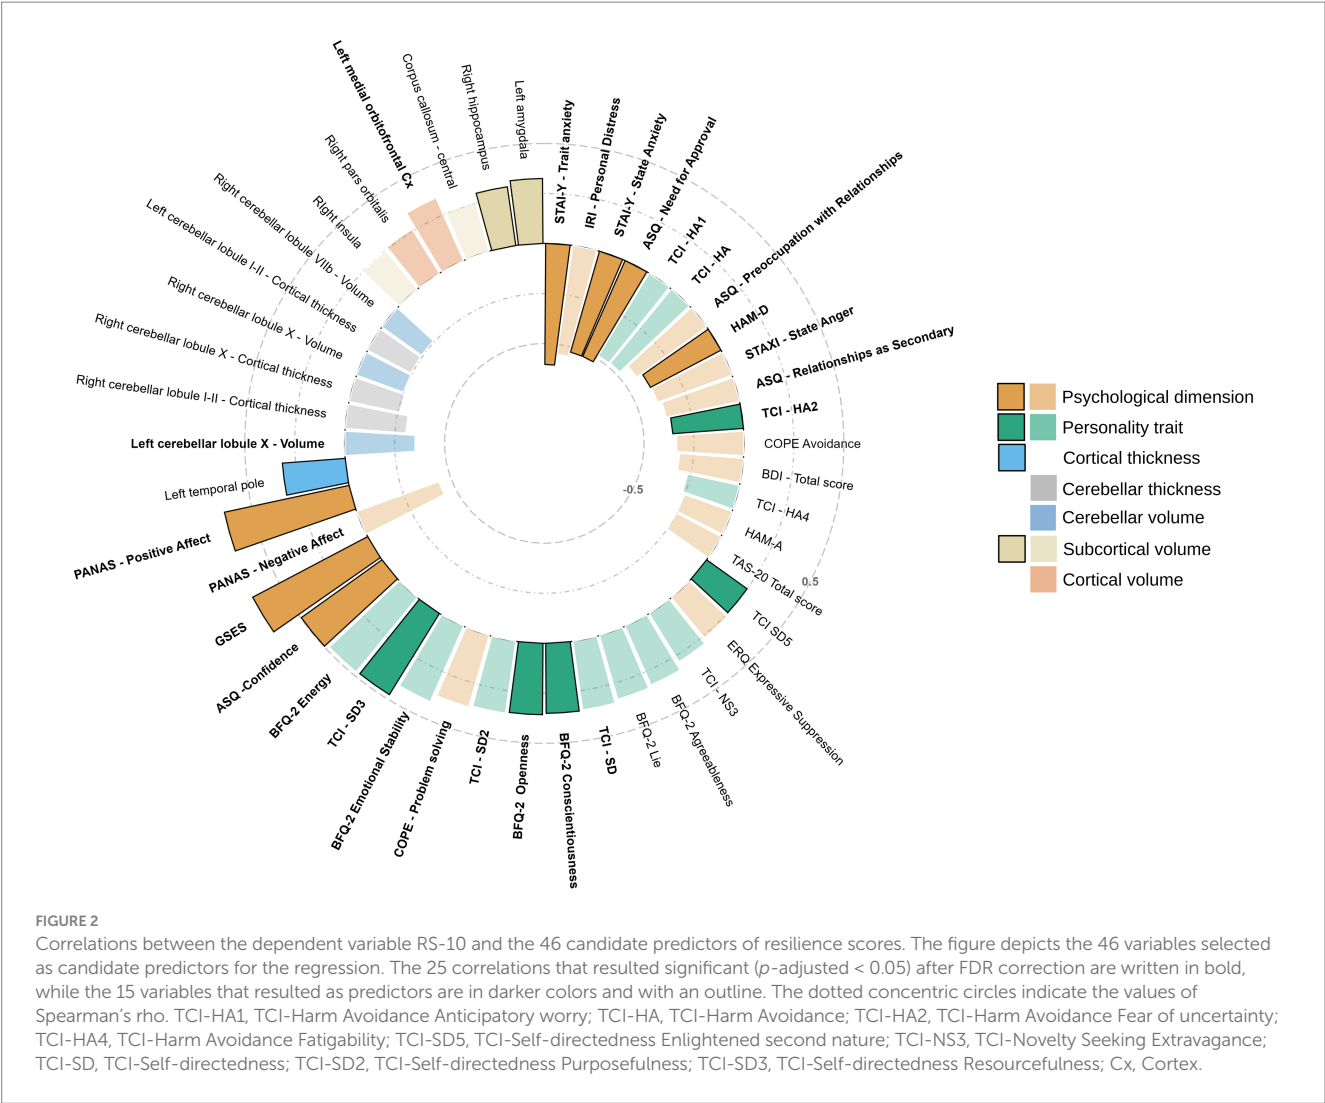 Left medial orbitofrontal Cx
Corpus callosum - central
Right hippocampus
Left amygdala
STAI-Y - Trait anxiety
IRI - Personal Distress
STAI-Y - State Anxiety
ASQ - Need for Approval
TCI - HA1
TCI - HA
ASQ - Preoccupation with Relationships
HAM-D
STAXI - State Anger
ASQ - Relationships as Secondary
TCI - HA2
COPE Avoidance
BDI - Total score
TCI - HA4
HAM-A
TAS-20 Total score
TCI SD5
ERQ Expressive Suppression
TCI - NS3
BFQ-2 Agreeableness
BFQ-2 Lie
TCI - SD
BFQ-2 Conscientiousness
BFQ-2 Openness
TCI - SD2
COPE - Problem solving
BFQ-2 Emotional Stability
TCI - SD3
BFQ-2 Energy
ASQ -Confidence
GSES
PANAS - Negative Affect
PANAS - Positive Affect
Left temporal pole
Left cerebellar lobule X - Volume
Right cerebellar lobule I-II - Cortical thickness
Right cerebellar lobule X - Cortical thickness
Right cerebellar lobule X - Volume
Left cerebellar lobule I-II - Cortical thickness
Right cerebellar lobule VIIb - Volume
RIght insula
Right pars orbitalis
-0.5
0.5
Psychological dimension
Personality trait
Cortical thickness
Cerebellar thickness
Cerebellar volume
Subcortical volume
Cortical volume
FIGURE 2
Correlations between the dependent variable RS-10 and the 46 candidate predictors of resilience scores. The figure depicts the 46 variables selected
as candidate predictors for the regression. The 25 correlations that resulted significant (p-adjusted < 0.05) after FDR correction are written in bold,
while the 15 variables that resulted as predictors are in darker colors and with an outline. The dotted concentric circles indicate the values of
Spearman's rho. TCI-HA1, TCI-Harm Avoidance Anticipatory worry; TCI-HA, TCI-Harm Avoidance; TCI-HA2, TCI-Harm Avoidance Fear of uncertainty;
TCI-HA4, TCI-Harm Avoidance Fatigability; TCI-SD5, TCI-Self-directedness Enlightened second nature; TCI-NS3, TCI-Novelty Seeking Extravagance;
TCI-SD, TCI-Self-directedness; TCI-SD2, TCI-Self-directedness Purposefulness; TCI-SD3, TCI-Self-directedness Resourcefulness; Cx, Cortex.